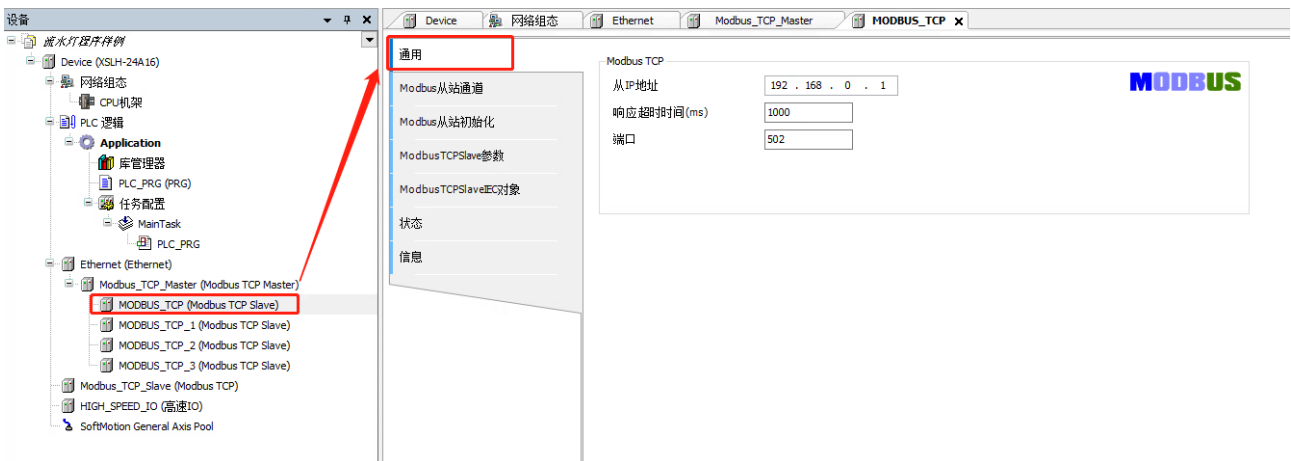 设备
Device
网络组态
Ethernet
Modbus_TCP_Master
MODBUS_TCP
流水灯程序样例
Device (XSLH-24A16)
网络组态
CPU机架
PLC 逻辑
Application
库管理器
PLC_PRG (PRG)
任务配置
MainTask
PLC_PRG
Ethernet (Ethernet)
Modbus_TCP_Master (Modbus TCP Master)
MODBUS_TCP (Modbus TCP Slave)
MODBUS_TCP_1 (Modbus TCP Slave)
MODBUS_TCP_2 (Modbus TCP Slave)
MODBUS_TCP_3 (Modbus TCP Slave)
Modbus_TCP_Slave (Modbus TCP)
HIGH_SPEED_IO (高速IO)
SoftMotion General Axis Pool
通用
Modbus从站通道
Modbus从站初始化
ModbusTCPSlave参数
ModbusTCPSlaveIEC对象
状态
信息
Modbus TCP
从IP地址 192 . 168 . 0 . 1
响应超时时间(ms) 1000
端口 502
MODBUS